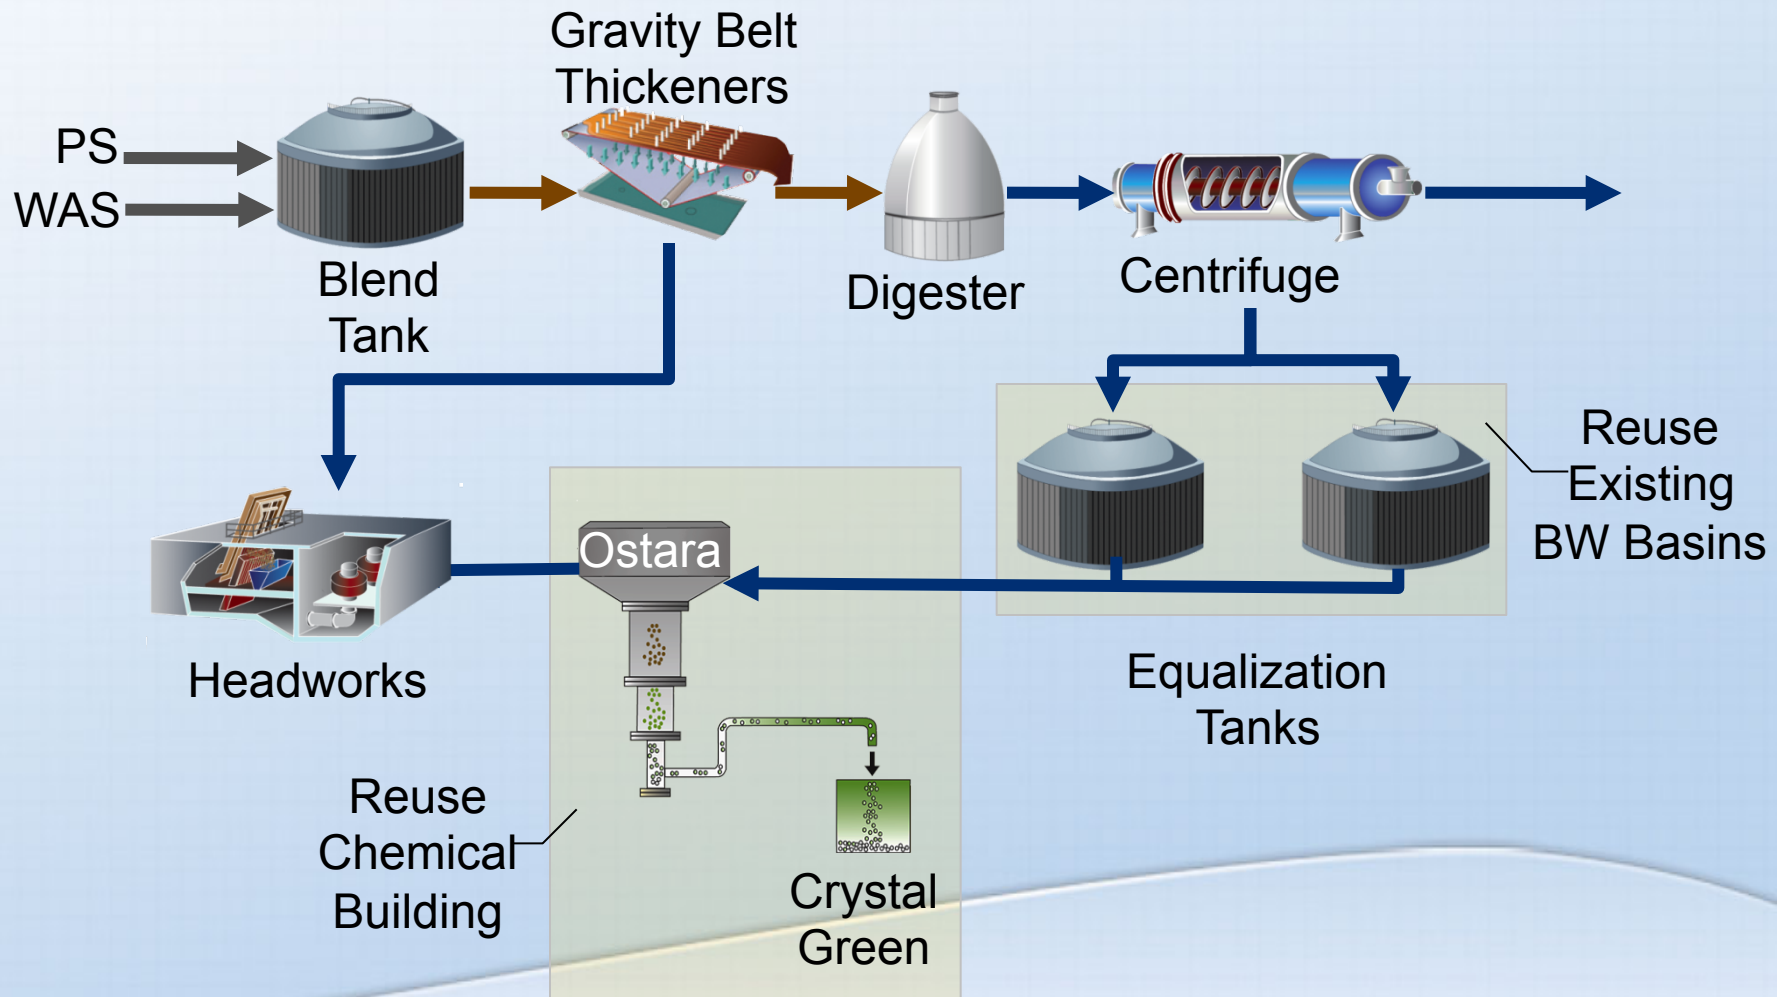 Gravity Belt
Thickeners
PS
WAS
Blend
Tank
Digester
Centrifuge
Reuse
Existing
BW Basins
Ostara
Headworks
Equalization
Tanks
Reuse
Chemical
Building
Crystal
Green